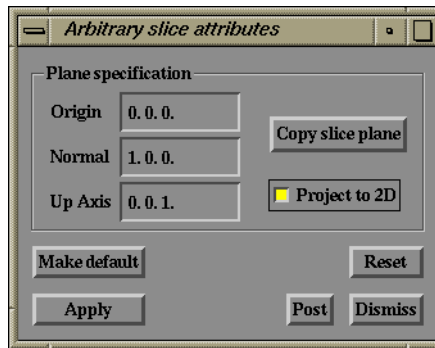 Arbitrary slice attributes
Plane specification
Origin 0. 0. 0.
Copy slice plane
Normal 1. 0. 0.
Up Axis 0. 0. 1.
Project to 2D
Make default Reset
Apply Post Dismiss